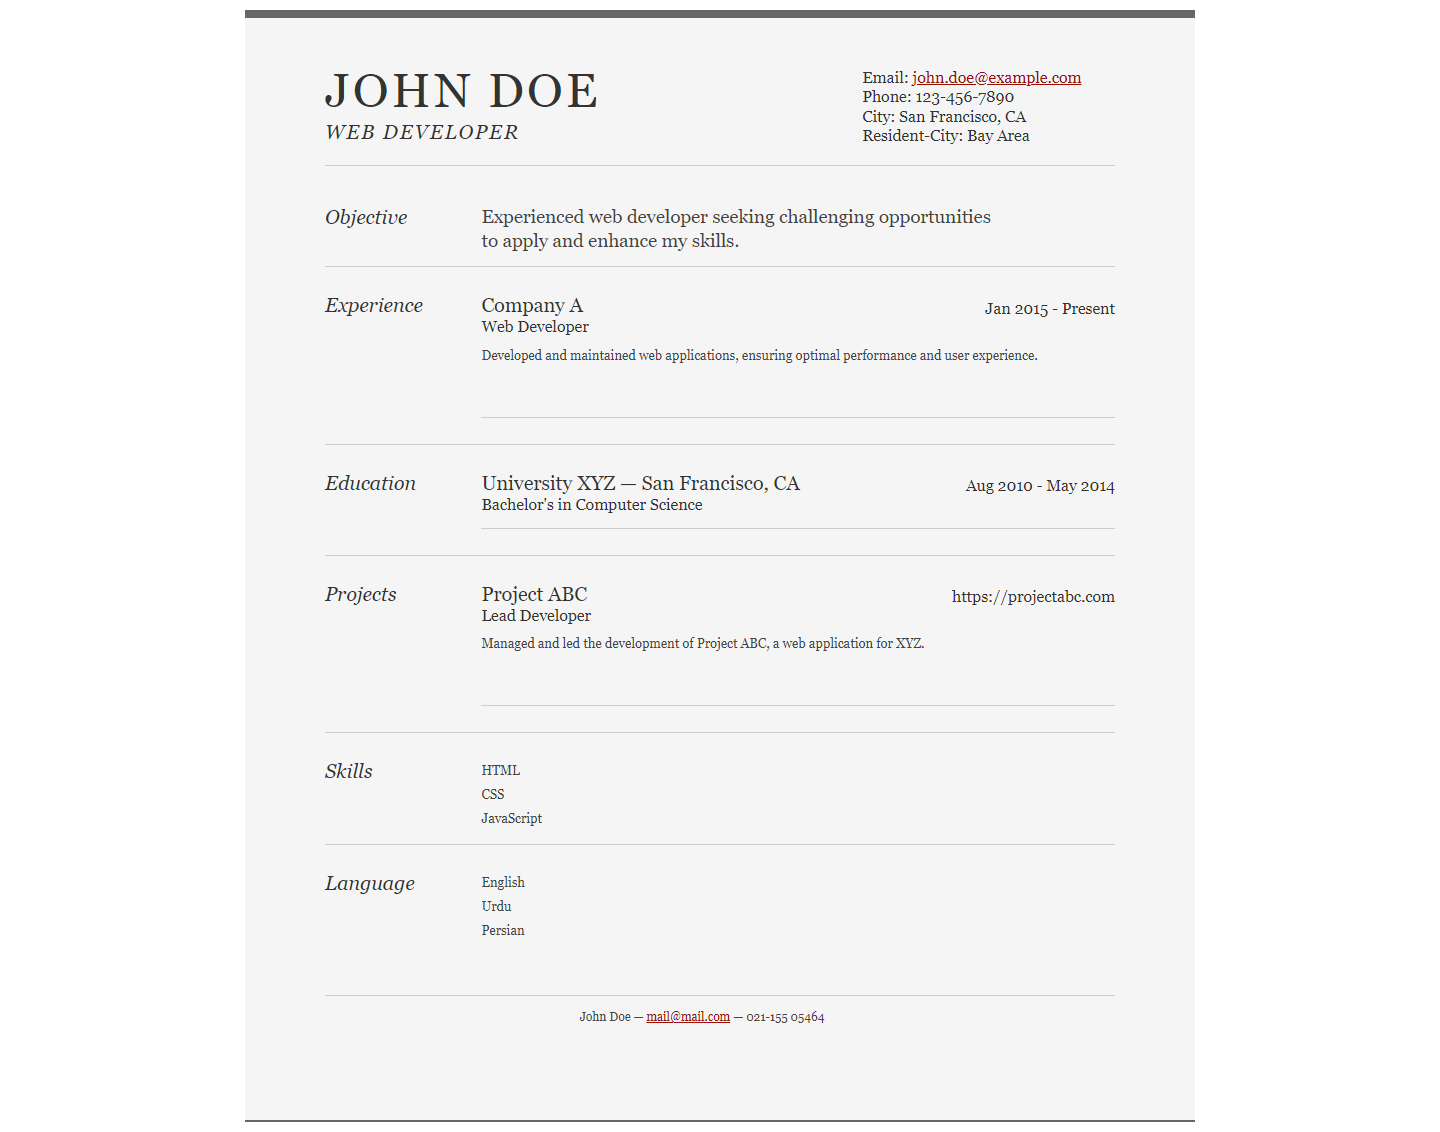 JOHN DOE
WEB DEVELOPER
Email: john.doe@example.com
Phone: 123-456-7890
City: San Francisco, CA
Resident-City: Bay Area
Objective
Experienced web developer seeking challenging opportunities
to apply and enhance my skills.
Experience
Company A
Jan 2015 - Present
Web Developer
Developed and maintained web applications, ensuring optimal performance and user experience.
Education
University XYZ — San Francisco, CA
Aug 2010 - May 2014
Bachelor's in Computer Science
Projects
Project ABC
https://projectabc.com
Lead Developer
Managed and led the development of Project ABC, a web application for XYZ.
Skills
HTML
CSS
JavaScript
Language
English
Urdu
Persian
John Doe — mail@mail.com — 021-155 05464